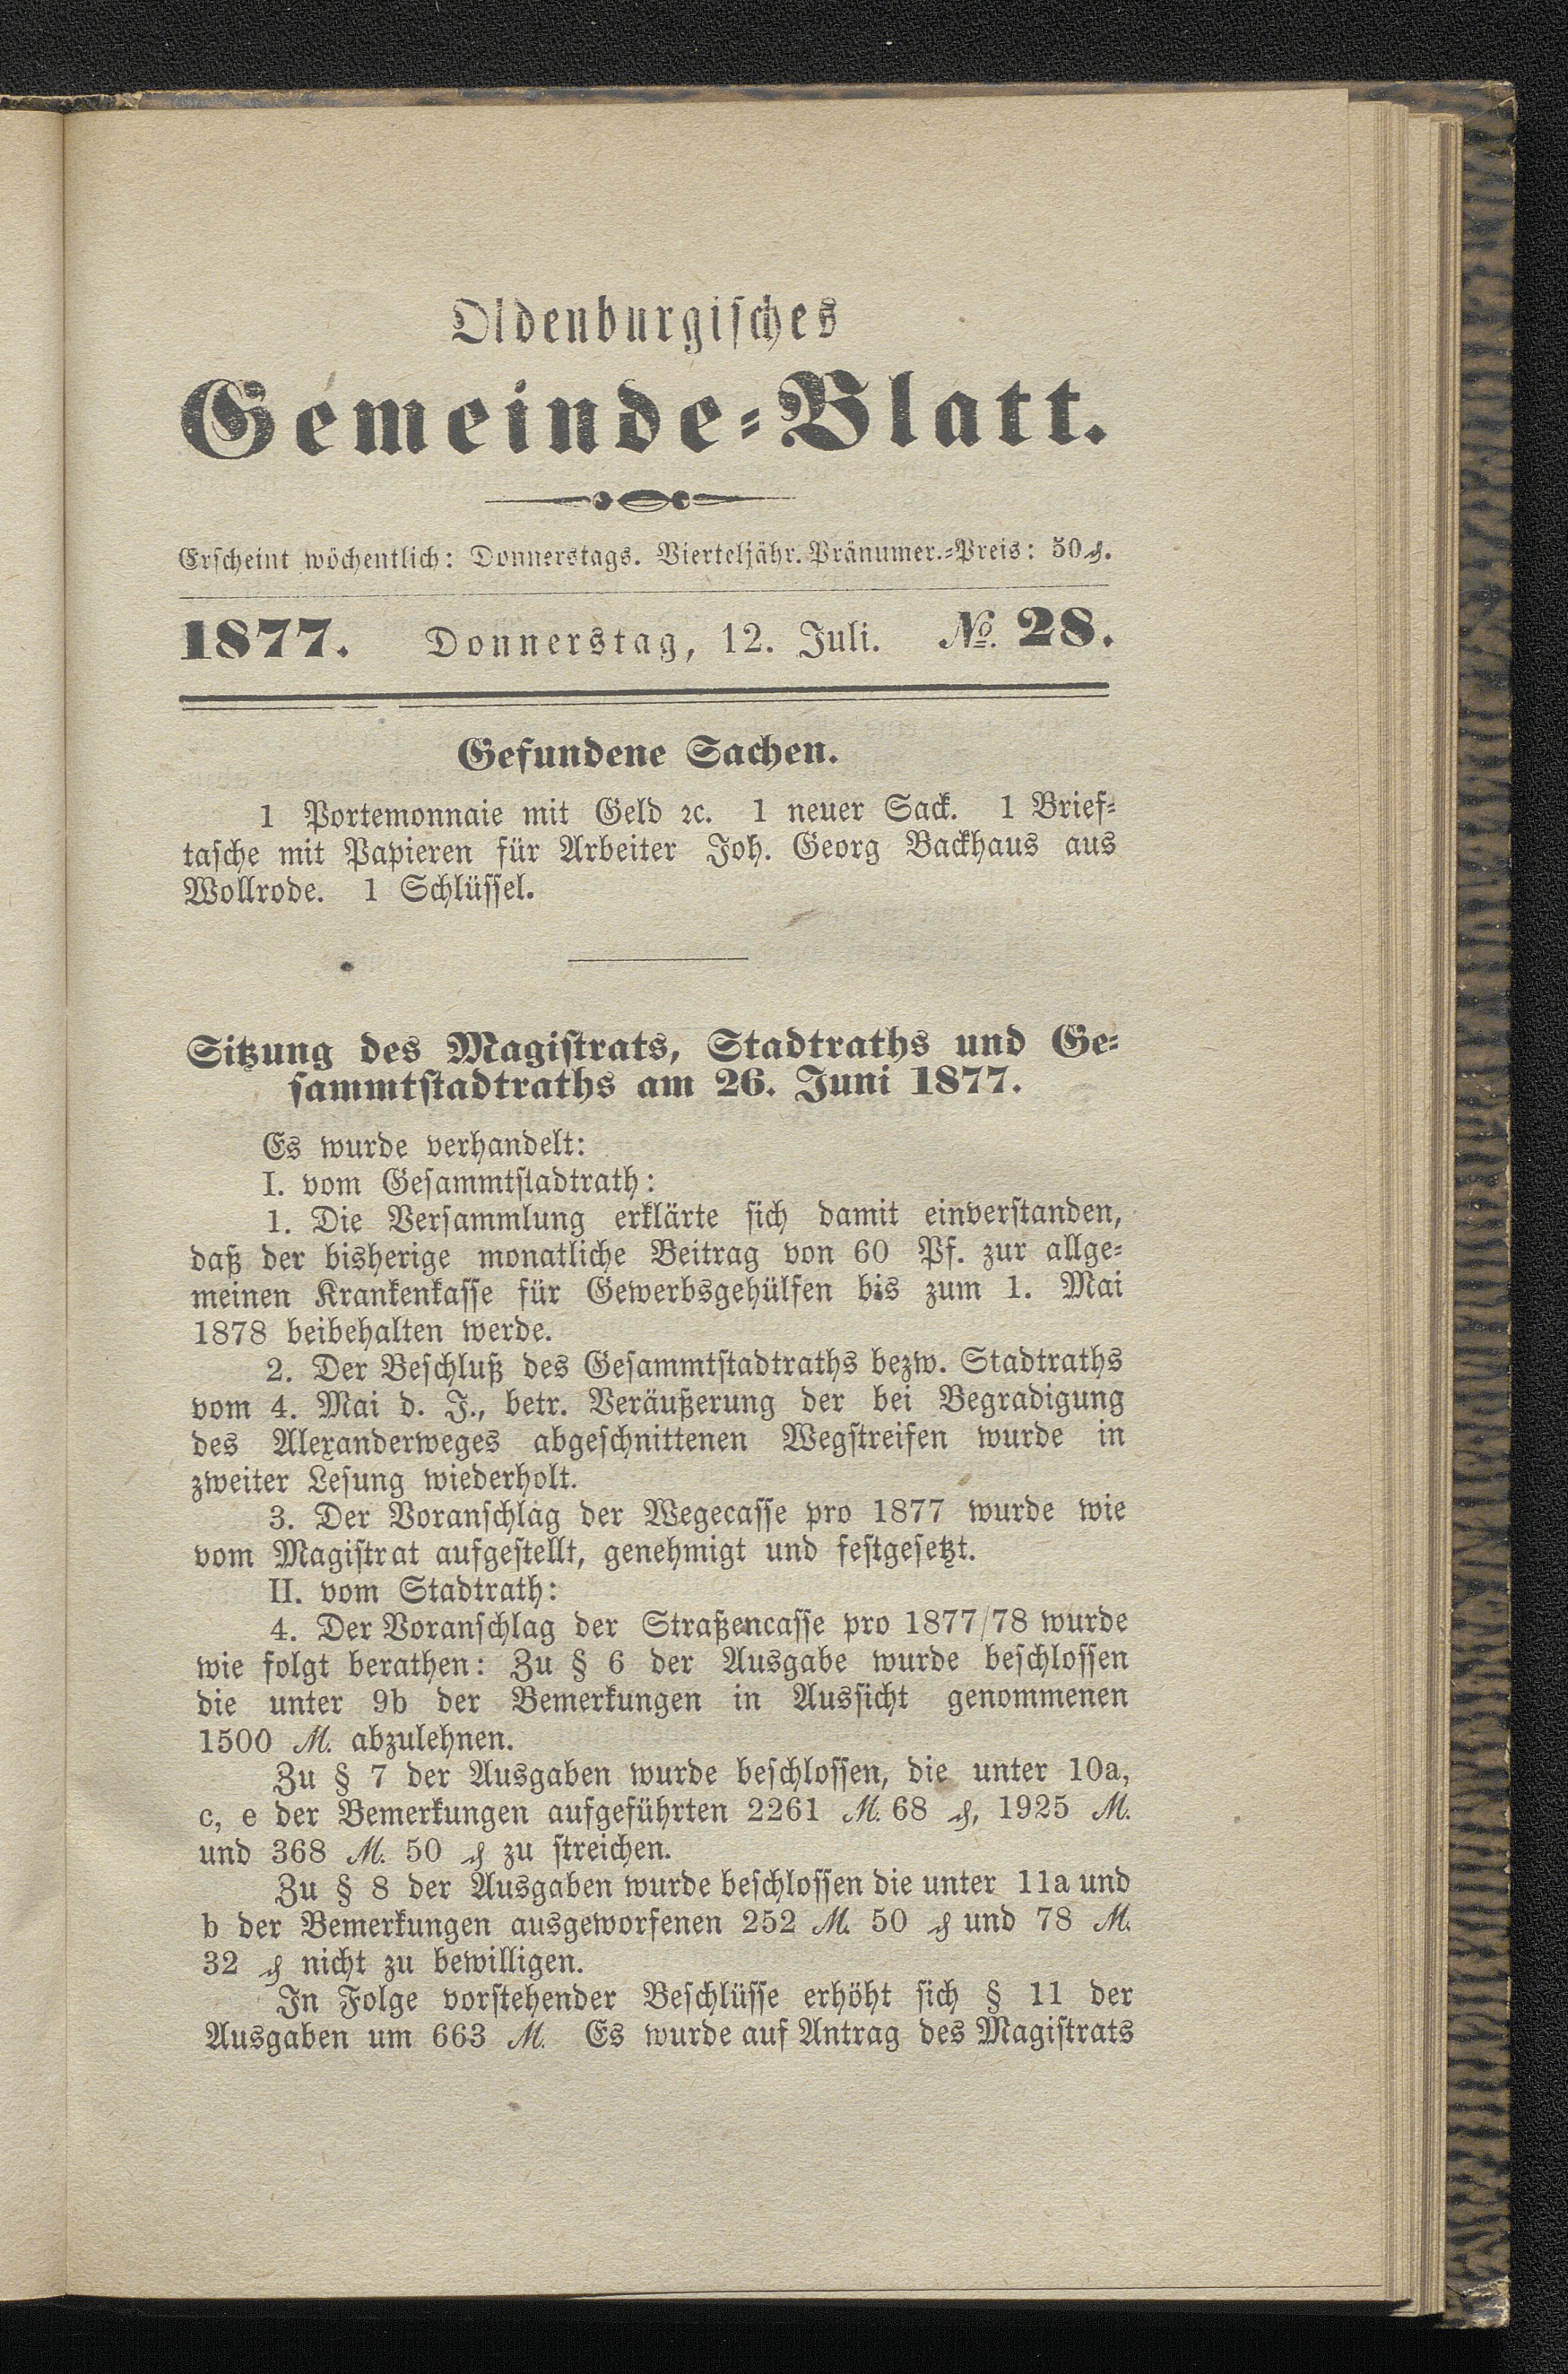 Oldenburgisches
Gemeinde-Blatt.
Erscheint wöchentlich: Donnerstags. Vierteljähr. Pränumer.-Preis: 50 ₰.
1877. Donnerstag, 12. Juli. №. 28.
Gefundene Sachen.
1 Portemonnaie mit Geld ꝛc. 1 neuer Sack. 1 Brief-
tasche mit Papieren für Arbeiter Joh. Georg Backhaus aus
Wollrode. 1 Schlüssel.
Sitzung des Magistrats, Stadtraths und Ge-
sammtstadtraths am 26. Juni 1877.
Es wurde verhandelt:
I. vom Gesammtstadtrath:
1. Die Versammlung erklärte sich damit einverstanden,
daß der bisherige monatliche Beitrag von 60 Pf. zur allge-
meinen Krankenkasse für Gewerbsgehülfen bis zum 1. Mai
1878 beibehalten werde.
2. Der Beschluß des Gesammtstadtraths bezw. Stadtraths
vom 4. Mai d. J., betr. Veräußerung der bei Begradigung
des Alexanderweges abgeschnittenen Wegstreifen wurde in
zweiter Lesung wiederholt.
3. Der Voranschlag der Wegecasse pro 1877 wurde wie
vom Magistrat aufgestellt, genehmigt und festgesetzt.
II. vom Stadtrath:
4. Der Voranschlag der Straßencasse pro 1877/78 wurde
wie folgt berathen: Zu § 6 der Ausgabe wurde beschlossen
die unter 9b der Bemerkungen in Aussicht genommenen
1500 M. abzulehnen.
Zu § 7 der Ausgaben wurde beschlossen, die unter 10a,
c, e der Bemerkungen aufgeführten 2261 M. 68 ₰, 1925 M.
und 368 M. 50 ₰ zu streichen.
Zu § 8 der Ausgaben wurde beschlossen die unter 11a und
b der Bemerkungen ausgeworfenen 252 M. 50 ₰ und 78 M.
32 ₰ nicht zu bewilligen.
In Folge vorstehender Beschlüsse erhöht sich § 11 der
Ausgaben um 663 M. Es wurde auf Antrag des Magistrats